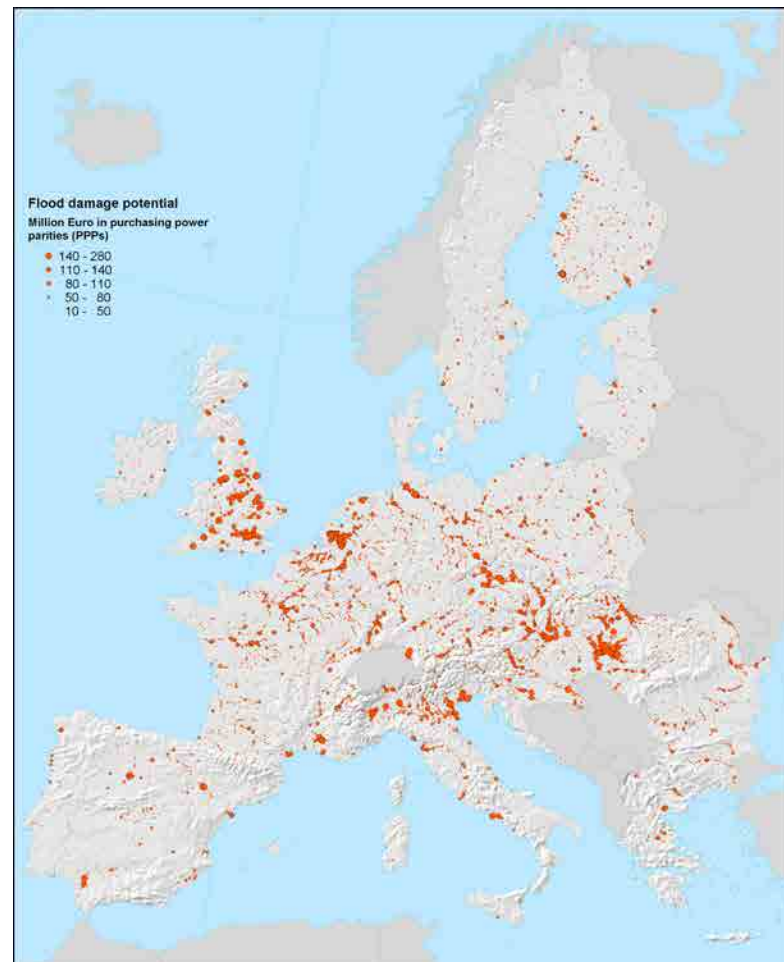 Flood damage potential
Million Euro in purchasing power
parities (PPPs)
140 - 280
110 - 140
80 - 110
50 - 80
10 - 50